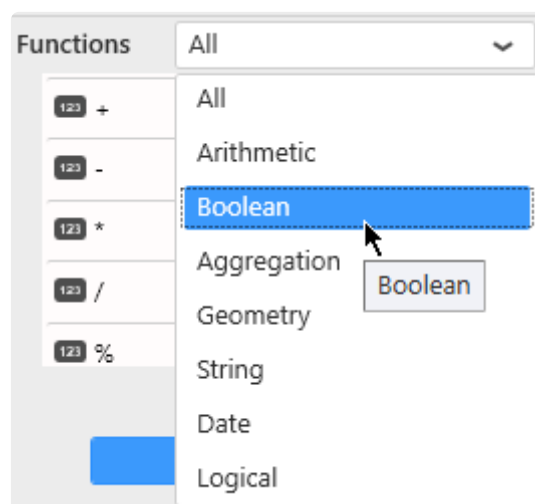 Functions All
All
123 +
Arithmetic
123 -
Boolean
123 *
Aggregation
Boolean
123 /
Geometry
123 %
String
Date
Logical